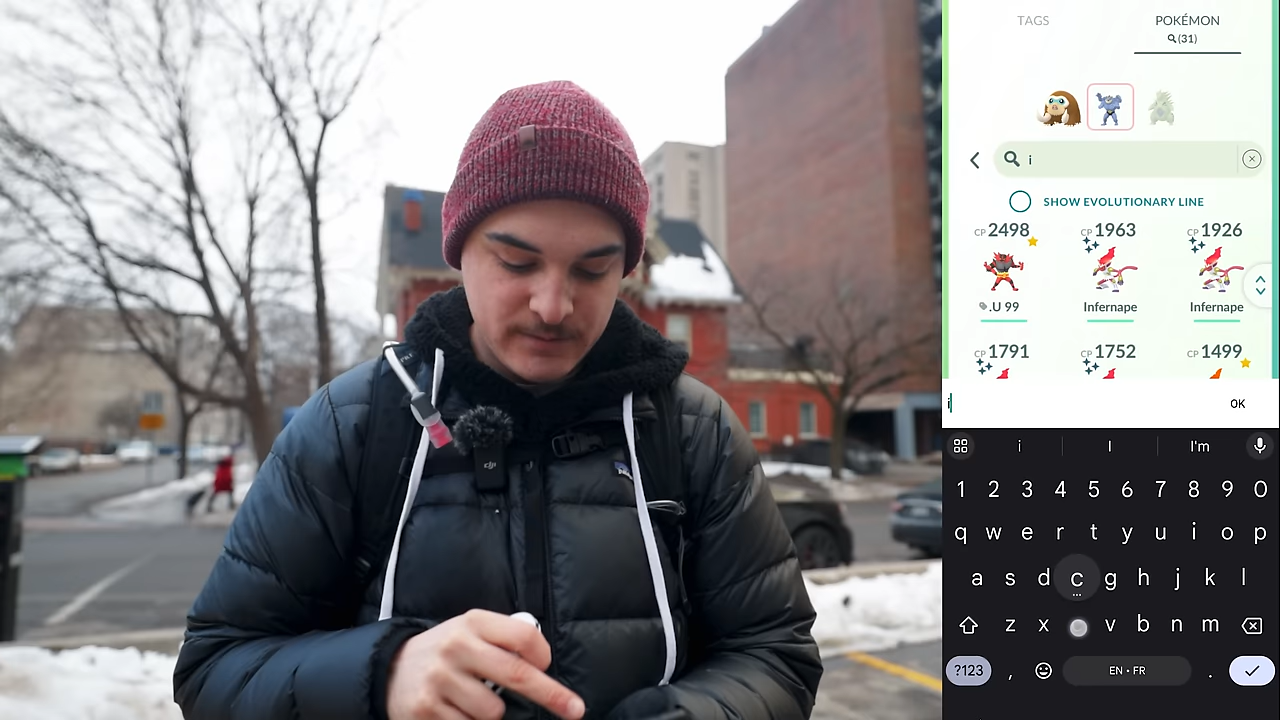 TAGS
POKÉMON
(31)
i
SHOW EVOLUTIONARY LINE
CP 2498
CP 1963
CP 1926
.U 99
Infernape
Infernape
CP 1791
CP 1752
CP 1499
i
OK
i
I
I'm
1 2 3 4 5 6 7 8 9 0
q w e r t y u i o p
a s d c g h j k l
z x v b n m
?123
,
EN • FR
.
dji